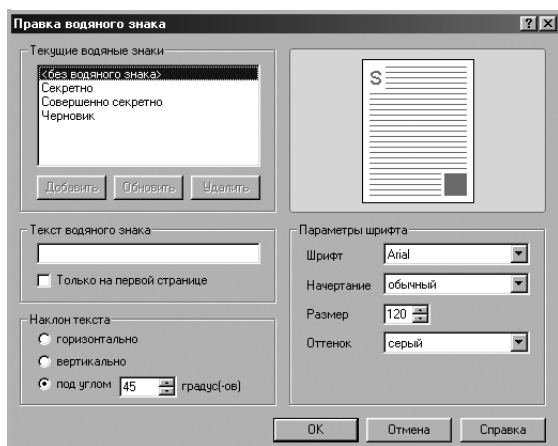 Правка водяного знака
Текущие водяные знаки
<без водяного знака>
Секретно
Совершенно секретно
Черновик
Добавить Обновить Удалить
S
Текст водяного знака
Только на первой странице
Наклон текста
горизонтально
вертикально
под углом 45 градус(-ов)
Параметры шрифта
Шрифт Arial
Начертание обычный
Размер 120
Оттенок серый
OK Отмена Справка